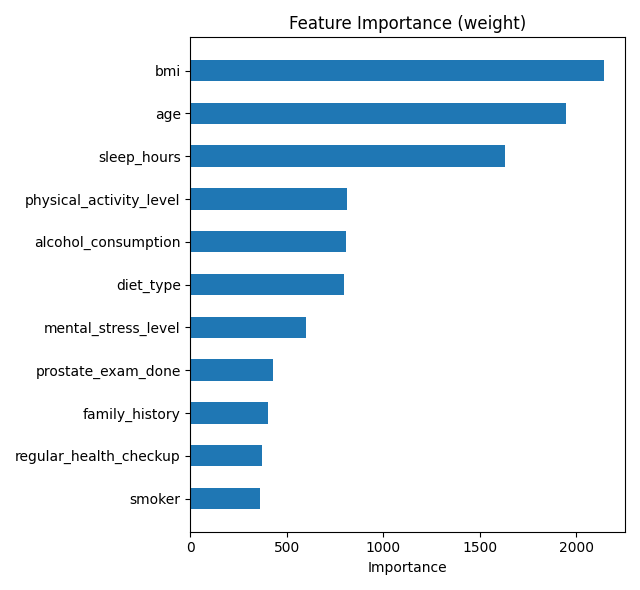 Feature Importance (weight)
bmi
age
sleep_hours
physical_activity_level
alcohol_consumption
diet_type
mental_stress_level
prostate_exam_done
family_history
regular_health_checkup
smoker
0 500 1000 1500 2000
Importance